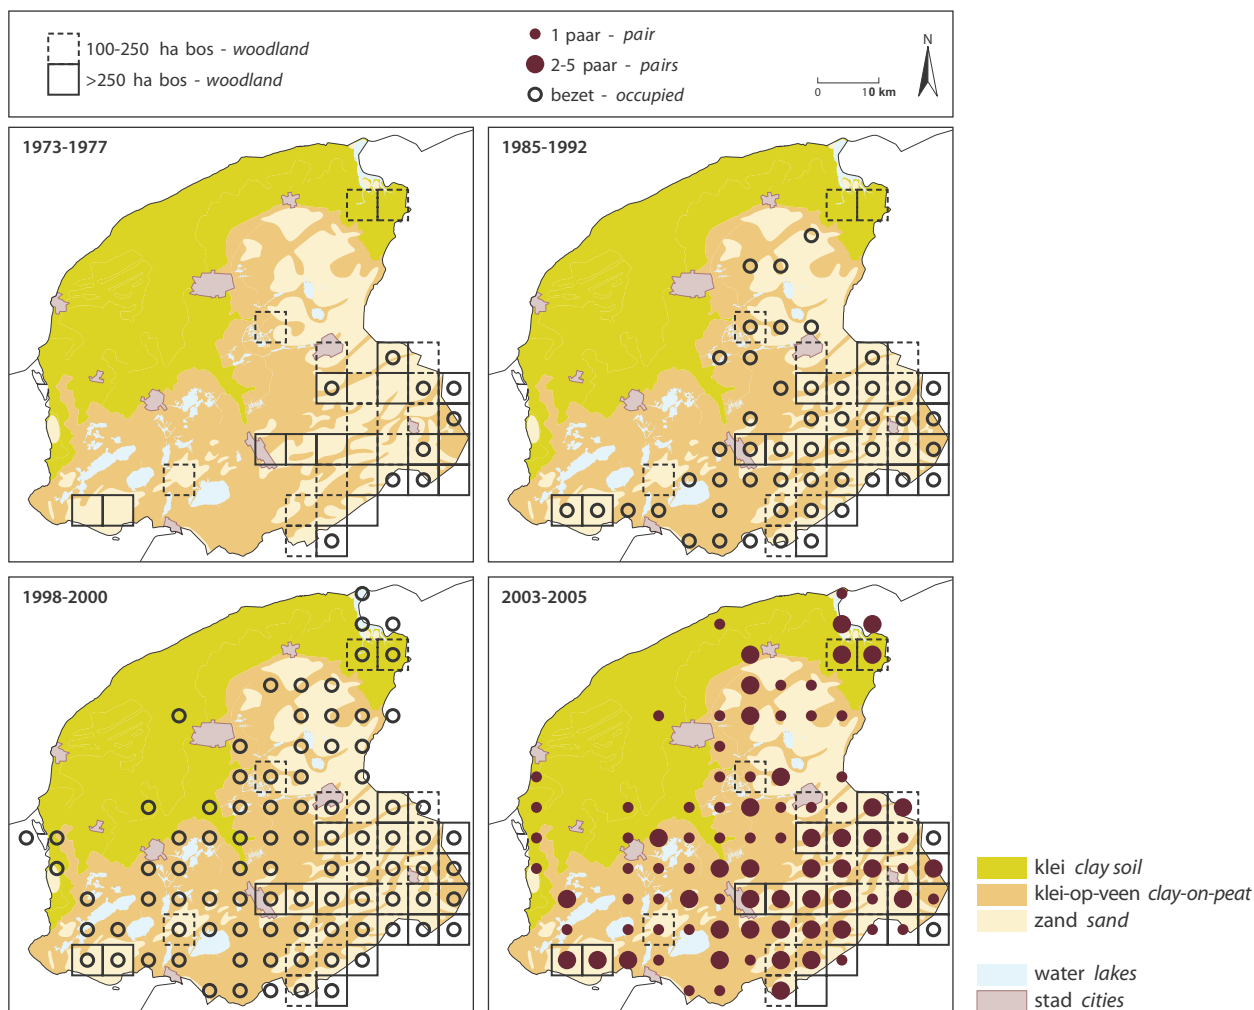 100-250 ha bos - woodland
>250 ha bos - woodland
1 paar - pair
2-5 paar - pairs
bezet - occupied
0 10 km
N
1973-1977
1985-1992
1998-2000
2003-2005
klei clay soil
klei-op-veen clay-on-peat
zand sand
water lakes
stad cities